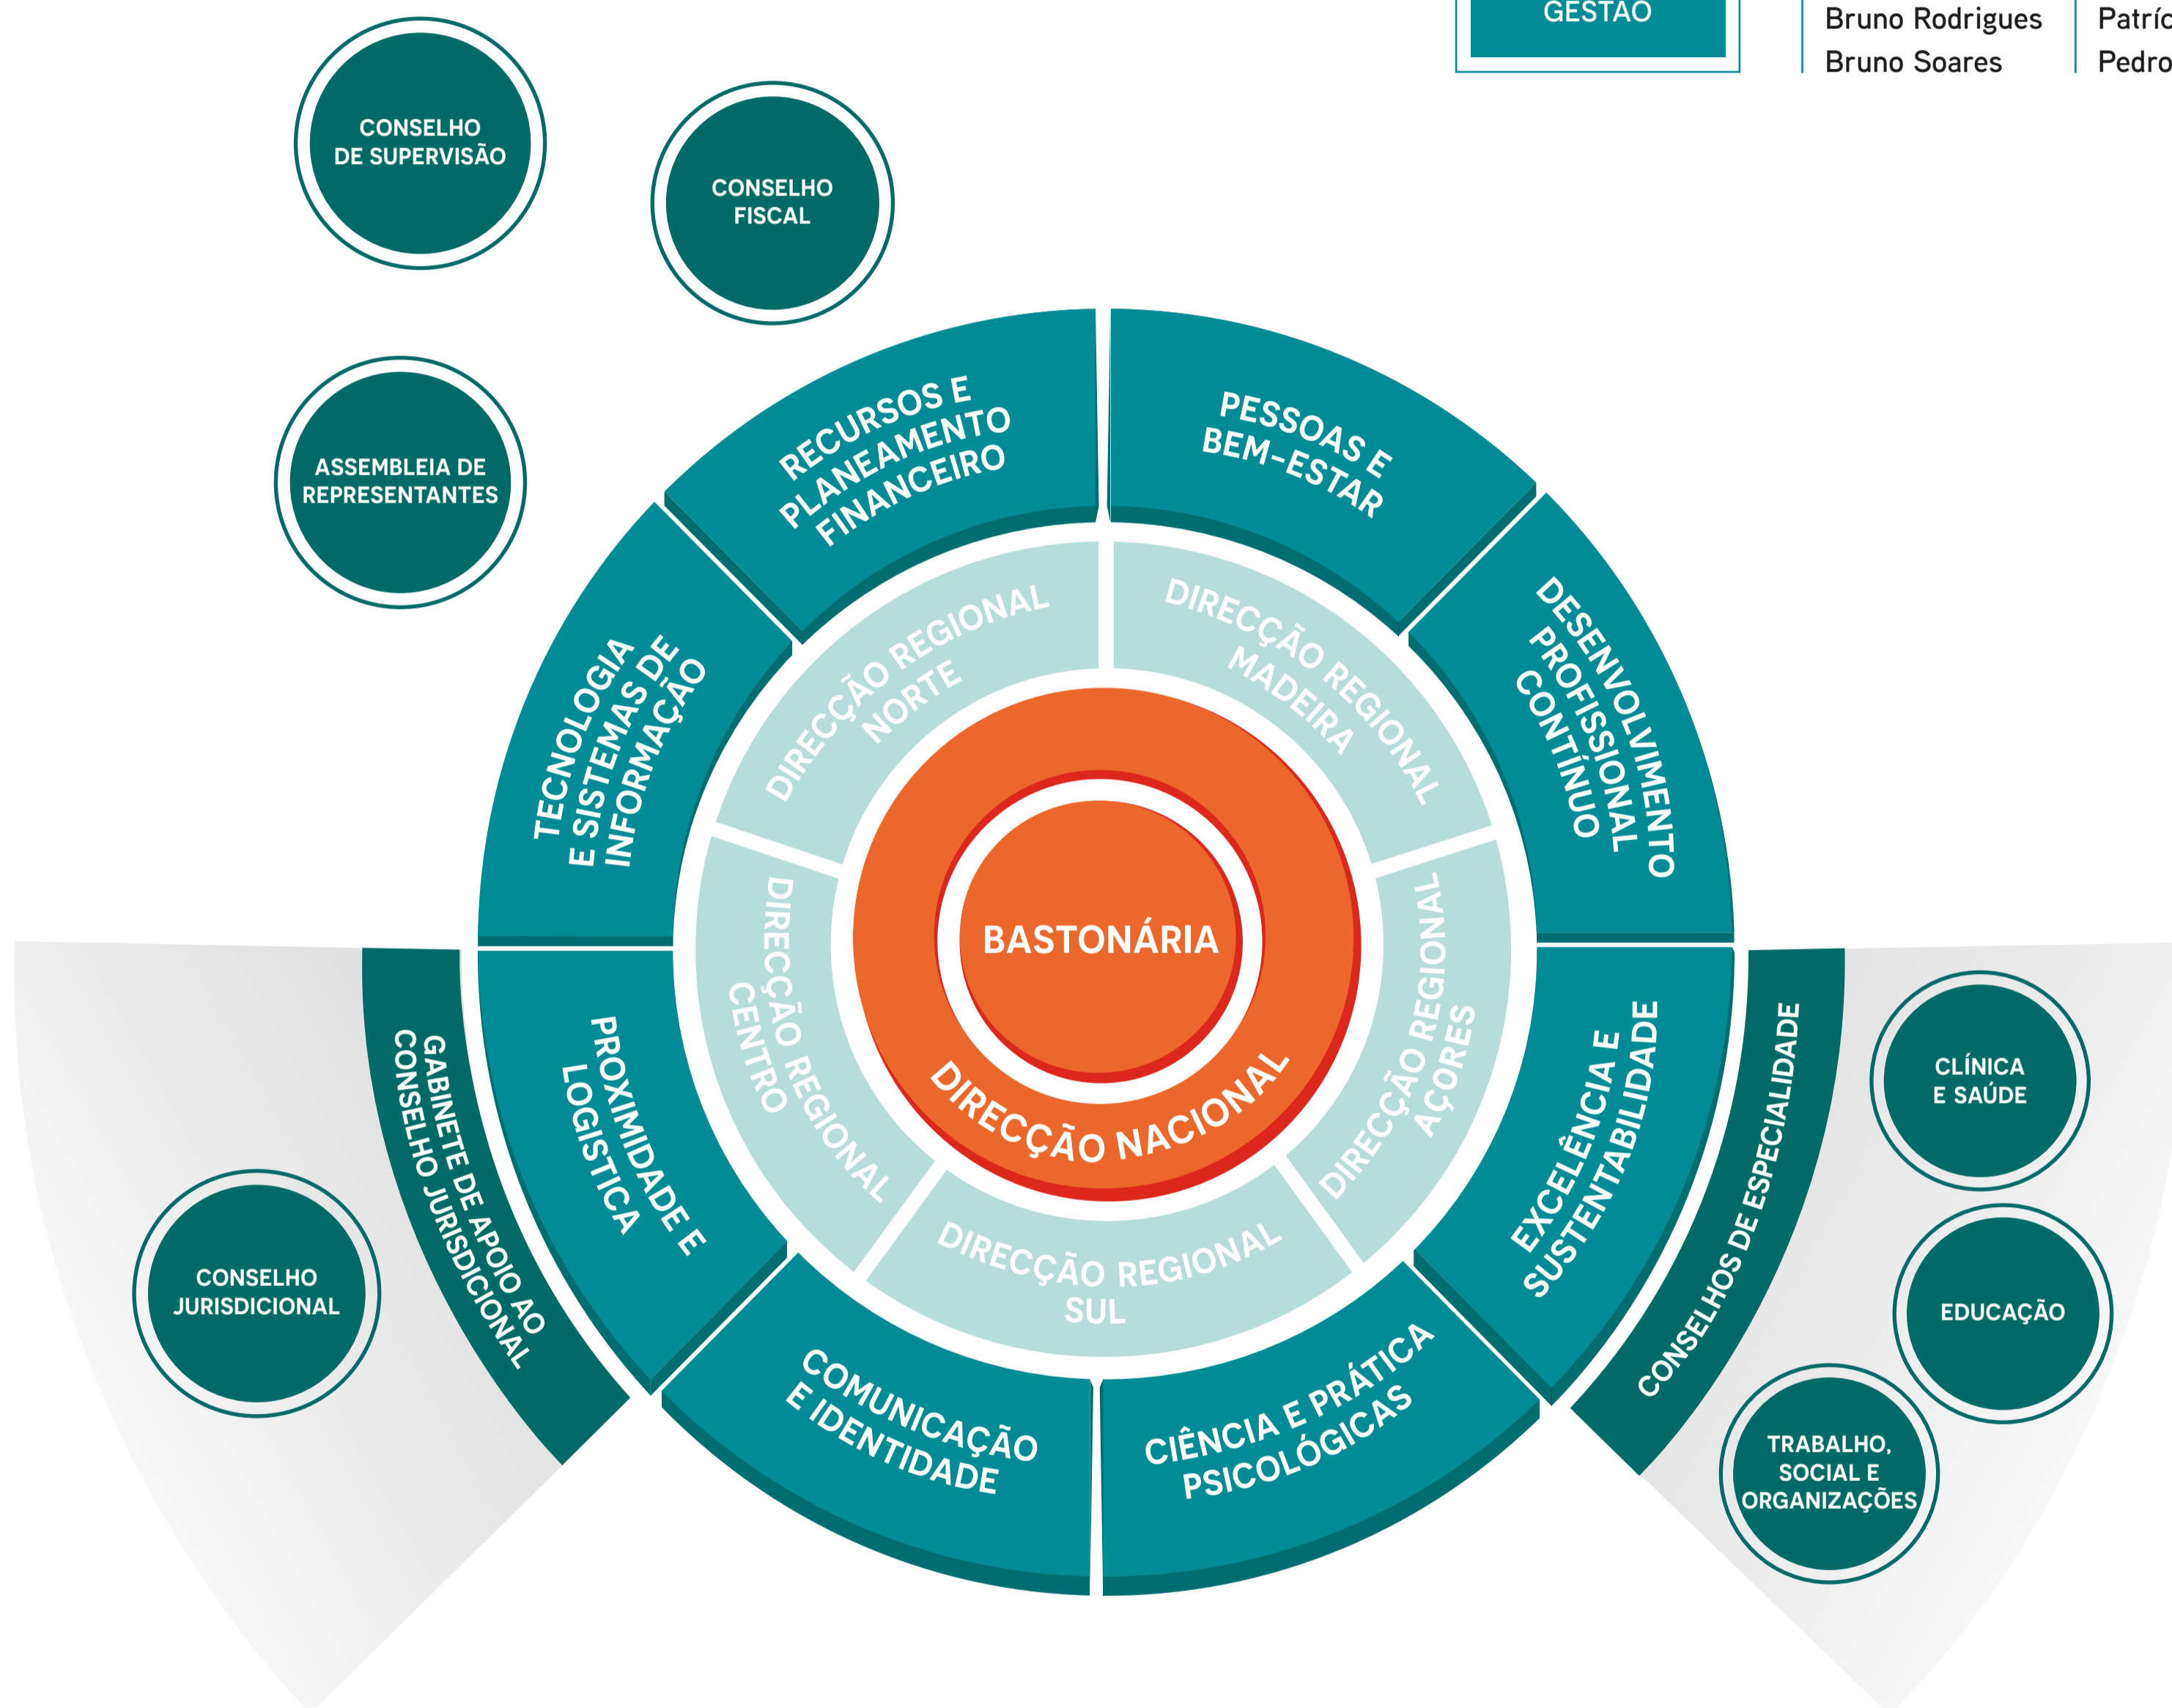 GESTÃO
Bruno Rodrigues
Bruno Soares
Pedro
CONSELHO
DE SUPERVISÃO
CONSELHO
FISCAL
ASSEMBLEIA DE
REPRESENTANTES
RECURSOS E
PLANEAMENTO
FINANCEIRO
PESSOAS E
BEM-ESTAR
TECNOLOGIA
E SISTEMAS DE
INFORMAÇÃO
DESENVOLVIMENTO
PROFISSIONAL
CONTÍNUO
DIRECÇÃO REGIONAL
NORTE
DIRECÇÃO REGIONAL
MADEIRA
BASTONÁRIA
DIRECÇÃO NACIONAL
DIRECÇÃO REGIONAL
CENTRO
DIRECÇÃO REGIONAL
AÇORES
DIRECÇÃO REGIONAL
SUL
PROXIMIDADE E
LOGISTICA
EXCELÊNCIA E
SUSTENTABILIDADE
COMUNICAÇÃO
E IDENTIDADE
CIÊNCIA E PRÁTICA
PSICOLÓGICAS
GABINETE DE APOIO AO
CONSELHO JURISDICIONAL
CONSELHO
JURISDICIONAL
CONSELHOS DE ESPECIALIDADE
CLÍNICA
E SAÚDE
EDUCAÇÃO
TRABALHO,
SOCIAL E
ORGANIZAÇÕES